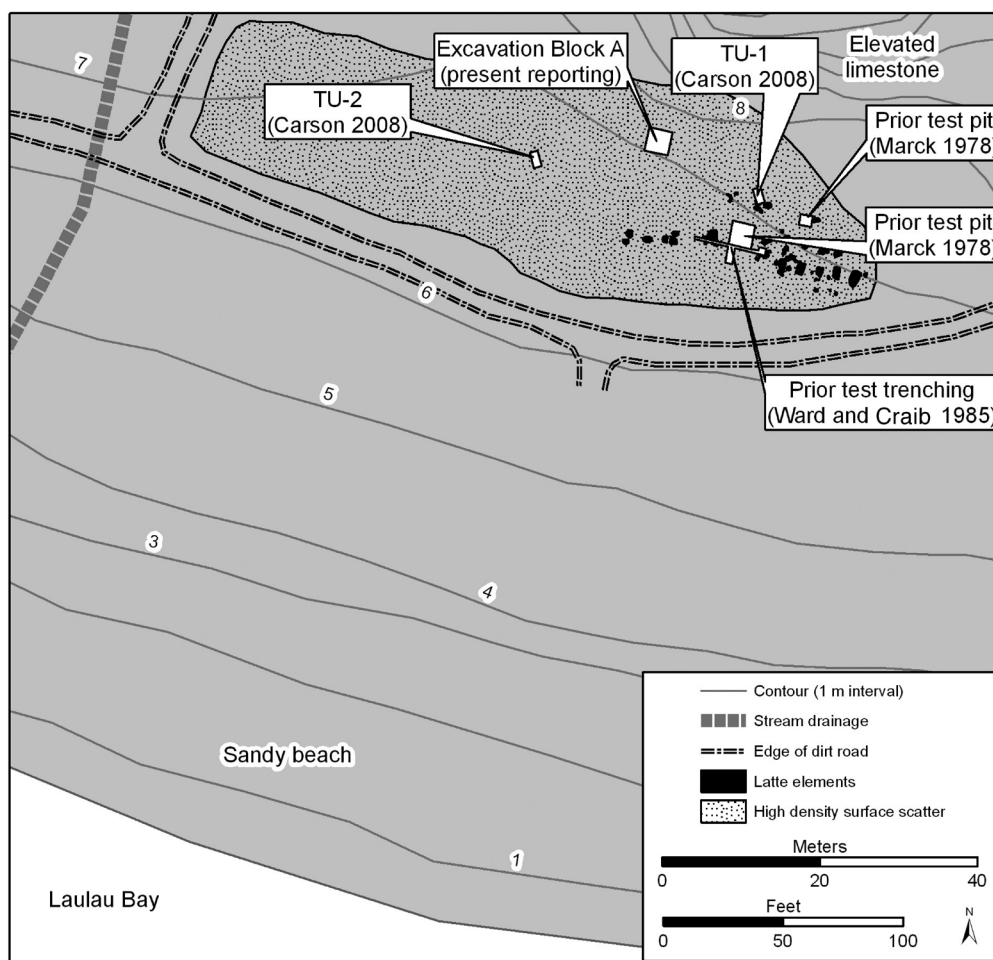 7
TU-2
(Carson 2008)
Excavation Block A
(present reporting)
TU-1
(Carson 2008)
8
Elevated
limestone
Prior test pit
(Marck 1978)
Prior test pit
(Marck 1978)
6
5
Prior test trenching
(Ward and Craib 1985)
3
4
Sandy beach
1
Laulau Bay
Contour (1 m interval)
Stream drainage
Edge of dirt road
Latte elements
High density surface scatter
Meters
0 20 40
Feet
0 50 100
N